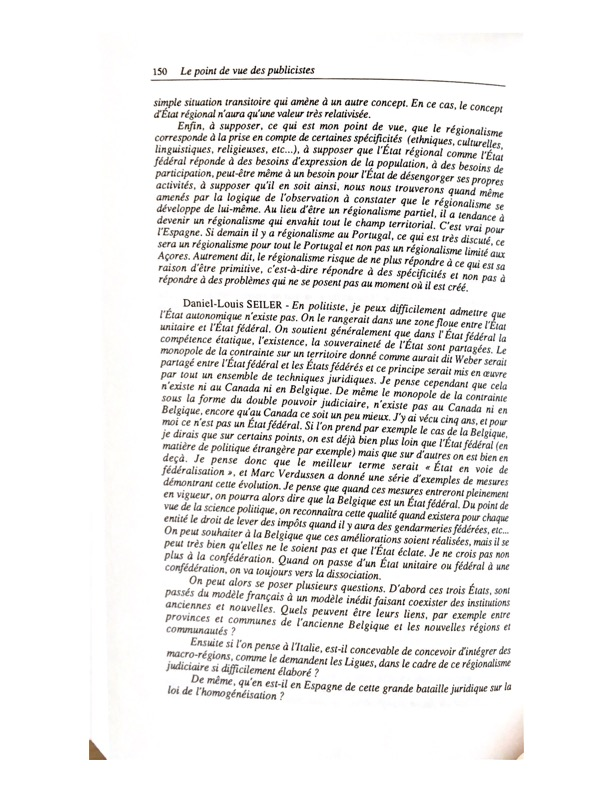 150 Le point de vue des publicistes
simple situation transitoire qui amène à un autre concept. En ce cas, le concept
d'État régional n'aura qu'une valeur très relativisée.
Enfin, à supposer, ce qui est mon point de vue, que le régionalisme
corresponde à la prise en compte de certaines spécificités (ethniques, culturelles,
linguistiques, religieuses, etc...), à supposer que l'État régional comme l'État
fédéral réponde à des besoins d'expression de la population, à des besoins de
participation, peut-être même à un besoin pour l'État de désengorger ses propres
activités, à supposer qu'il en soit ainsi, nous nous trouverons quand même
amenés par la logique de l'observation à constater que le régionalisme se
développe de lui-même. Au lieu d'être un régionalisme partiel, il a tendance à
devenir un régionalisme qui envahit tout le champ territorial. C'est vrai pour
l'Espagne. Si demain il y a régionalisme au Portugal, ce qui est très discuté, ce
sera un régionalisme pour tout le Portugal et non pas un régionalisme limité aux
Açores. Autrement dit, le régionalisme risque de ne plus répondre à ce qui est sa
raison d'être primitive, c'est-à-dire répondre à des spécificités et non pas à
répondre à des problèmes qui ne se posent pas au moment où il est créé.
Daniel-Louis SEILER - En politiste, je peux difficilement admettre que
l'État autonomique n'existe pas. On le rangerait dans une zone floue entre l'État
unitaire et l'État fédéral. On soutient généralement que dans l'État fédéral la
compétence étatique, l'existence, la souveraineté de l'État sont partagées. Le
monopole de la contrainte sur un territoire donné comme aurait dit Weber serait
partagé entre l'État fédéral et les États fédérés et ce principe serait mis en œuvre
par tout un ensemble de techniques juridiques. Je pense cependant que cela
n'existe ni au Canada ni en Belgique. De même le monopole de la contrainte
sous la forme du double pouvoir judiciaire, n'existe pas au Canada ni en
Belgique, encore qu'au Canada ce soit un peu mieux. J'y ai vécu cinq ans, et pour
moi ce n'est pas un État fédéral. Si l'on prend par exemple le cas de la Belgique,
je dirais que sur certains points, on est déjà bien plus loin que l'État fédéral (en
matière de politique étrangère par exemple) mais que sur d'autres on est bien en
deçà. Je pense donc que le meilleur terme serait « État en voie de
fédéralisation », et Marc Verdussen a donné une série d'exemples de mesures
démontrant cette évolution. Je pense que quand ces mesures entreront pleinement
en vigueur, on pourra alors dire que la Belgique est un État fédéral. Du point de
vue de la science politique, on reconnaîtra cette qualité quand existera pour chaque
entité le droit de lever des impôts quand il y aura des gendarmeries fédérées, etc...
On peut souhaiter à la Belgique que ces améliorations soient réalisées, mais il se
peut très bien qu'elles ne le soient pas et que l'État éclate. Je ne crois pas non
plus à la confédération. Quand on passe d'un État unitaire ou fédéral à une
confédération, on va toujours vers la dissociation.
On peut alors se poser plusieurs questions. D'abord ces trois États, sont
passés du modèle français à un modèle inédit faisant coexister des institutions
anciennes et nouvelles. Quels peuvent être leurs liens, par exemple entre
provinces et communes de l'ancienne Belgique et les nouvelles régions et
communautés ?
Ensuite si l'on pense à l'Italie, est-il concevable de concevoir d'intégrer des
macro-régions, comme le demandent les Ligues, dans le cadre de ce régionalisme
judiciaire si difficilement élaboré ?
De même, qu'en est-il en Espagne de cette grande bataille juridique sur la
loi de l'homogénéisation ?